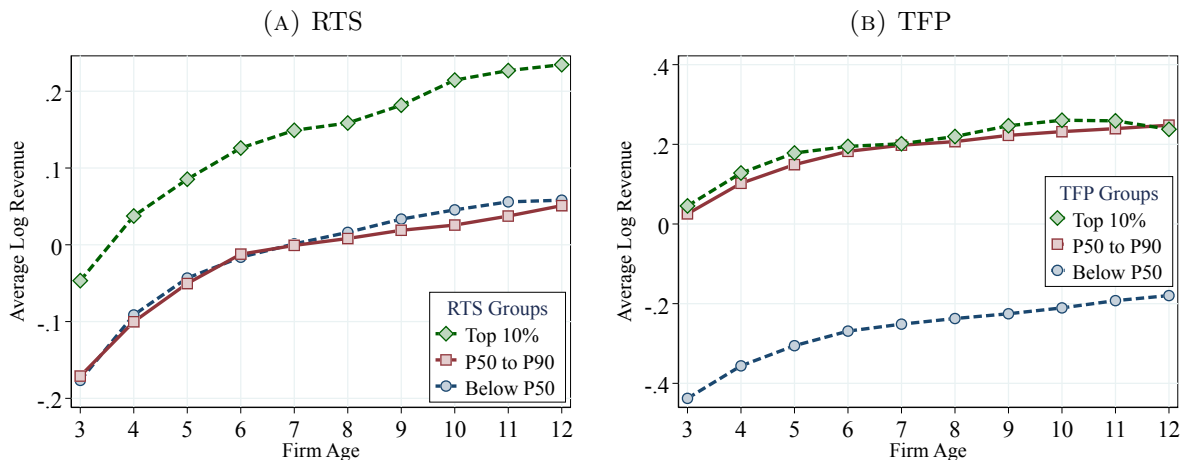 (A) RTS
Average Log Revenue
.2
.1
0
-.1
-.2
3 4 5 6 7 8 9 10 11 12
Firm Age
RTS Groups
Top 10%
P50 to P90
Below P50
(B) TFP
Average Log Revenue
.4
.2
0
-.2
-.4
3 4 5 6 7 8 9 10 11 12
Firm Age
TFP Groups
Top 10%
P50 to P90
Below P50